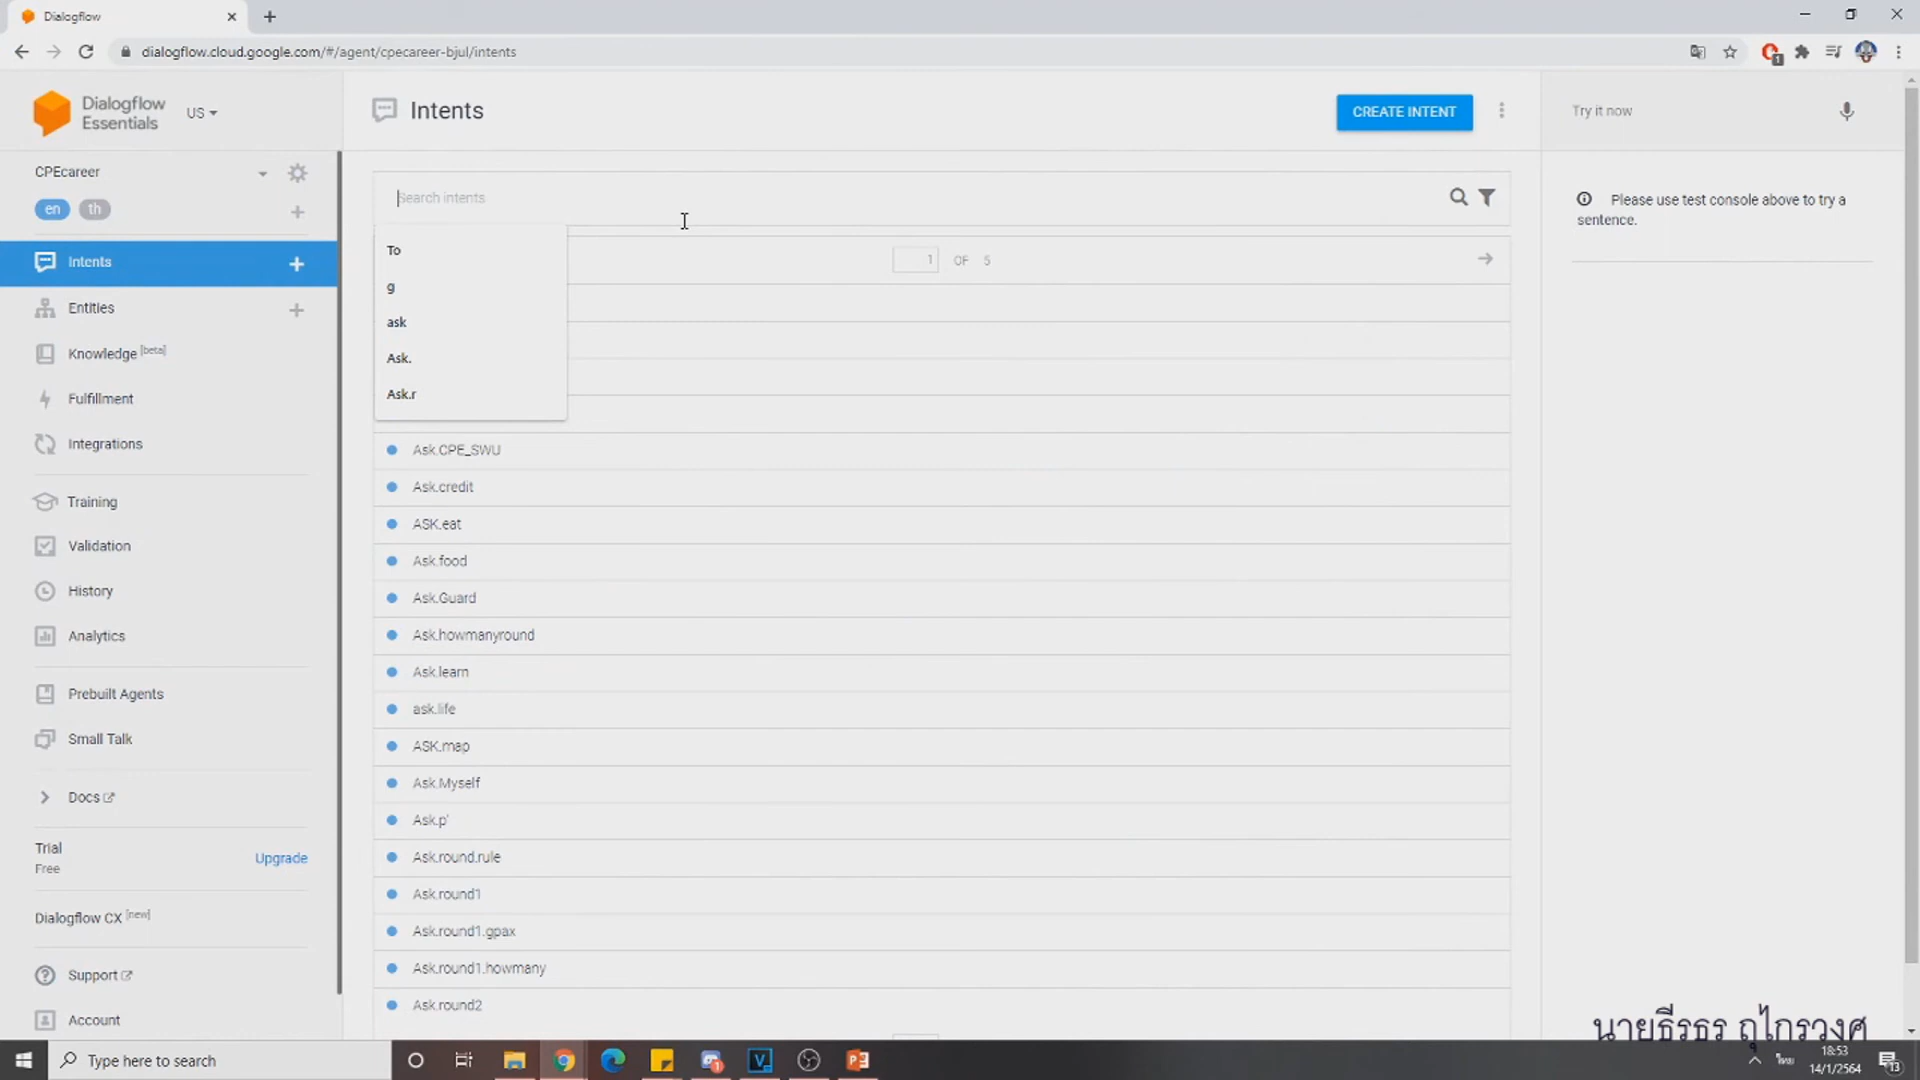 Dialogflow
dialogflow.cloud.google.com/#/agent/cpecareer-bjul/intents
1
Dialogflow
Essentials
US
Intents
CREATE INTENT
Try it now
CPEcareer
en
th
Search intents
Please use test console above to try a
sentence.
To
g
ask
Ask.
Ask.r
1 OF 5
Intents
Entities
Knowledge [beta]
Fulfillment
Integrations
Training
Validation
History
Analytics
Prebuilt Agents
Small Talk
Docs
Trial
Free
Upgrade
Dialogflow CX [new]
Support
Account
Ask.CPE_SWU
Ask.credit
ASK.eat
Ask.food
Ask.Guard
Ask.howmanyround
Ask.learn
ask.life
ASK.map
Ask.Myself
Ask.p'
Ask.round.rule
Ask.round1
Ask.round1.gpax
Ask.round1.howmany
Ask.round2
นายธีรธร ฤไกรวงศ์
Type here to search
ไทย
18:53
14/1/2564
13